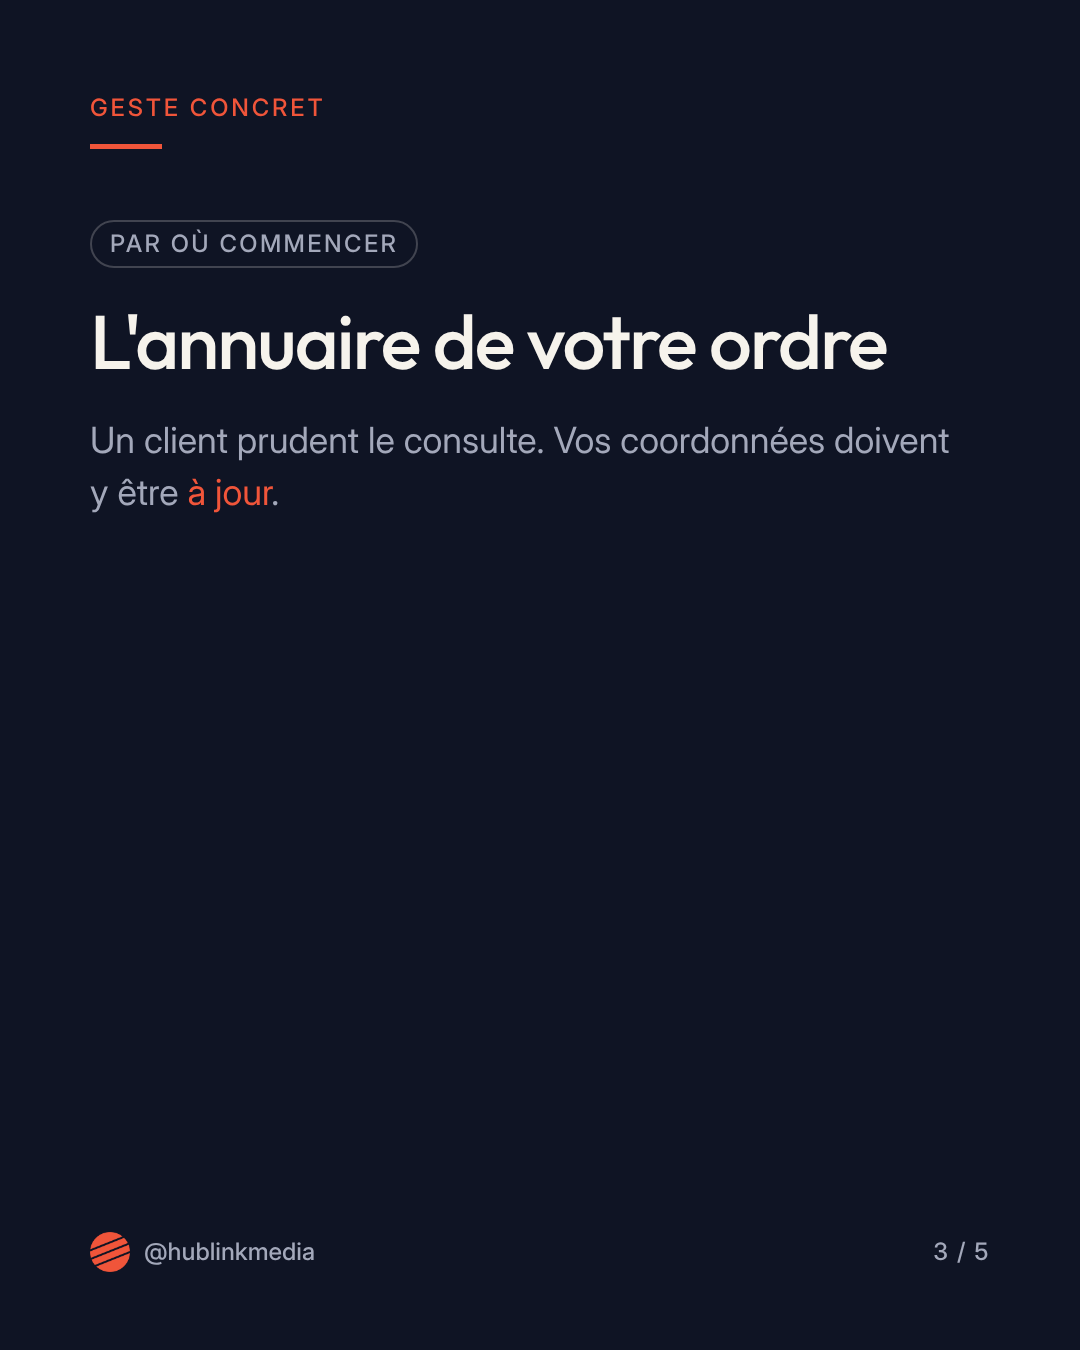 GESTE CONCRET
PAR OÙ COMMENCER
L'annuaire de votre ordre
Un client prudent le consulte. Vos coordonnées doivent
y être à jour.
@hublinkmedia
3 / 5